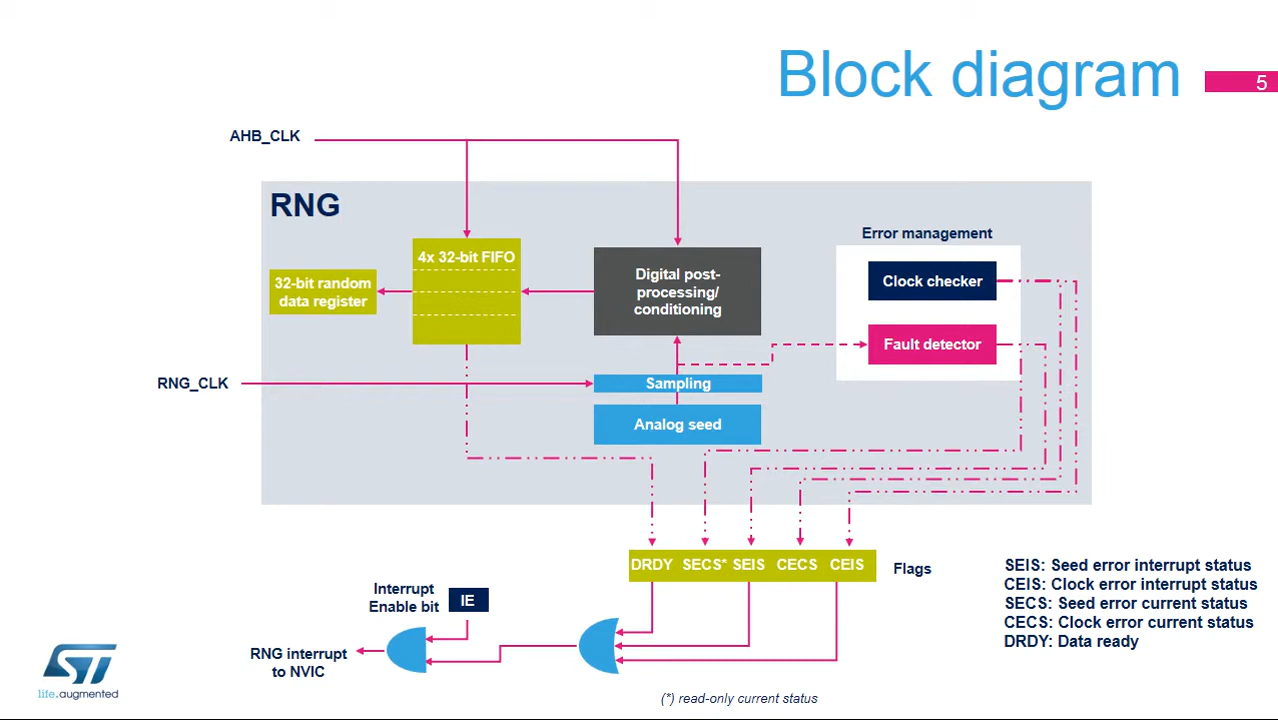 Block diagram
5
AHB_CLK
RNG
Error management
4x 32-bit FIFO
Digital post-
processing/
conditioning
32-bit random
data register
Clock checker
Fault detector
RNG_CLK
Sampling
Analog seed
DRDY SECS* SEIS CECS CEIS
Flags
SEIS: Seed error interrupt status
CEIS: Clock error interrupt status
SECS: Seed error current status
CECS: Clock error current status
DRDY: Data ready
Interrupt
Enable bit
IE
RNG interrupt
to NVIC
ST
life.augmented
(*) read-only current status